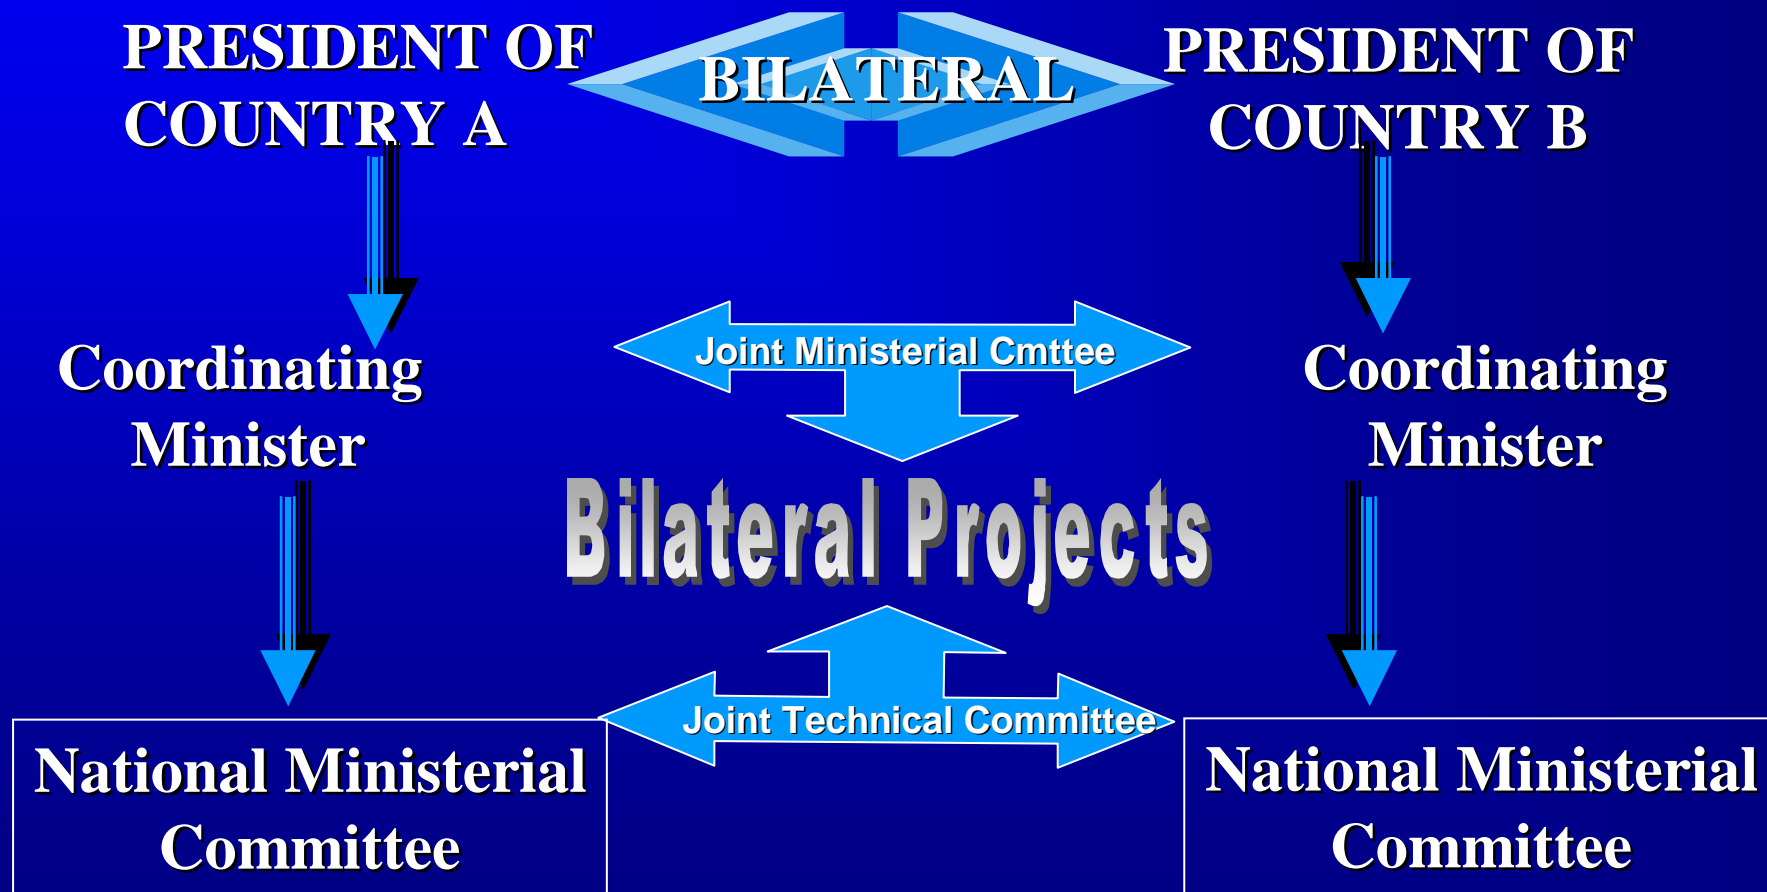 PRESIDENT OF
COUNTRY A
BILATERAL
PRESIDENT OF
COUNTRY B
Coordinating
Minister
Joint Ministerial Cmttee
Coordinating
Minister
Bilateral Projects
Joint Technical Committee
National Ministerial
Committee
National Ministerial
Committee